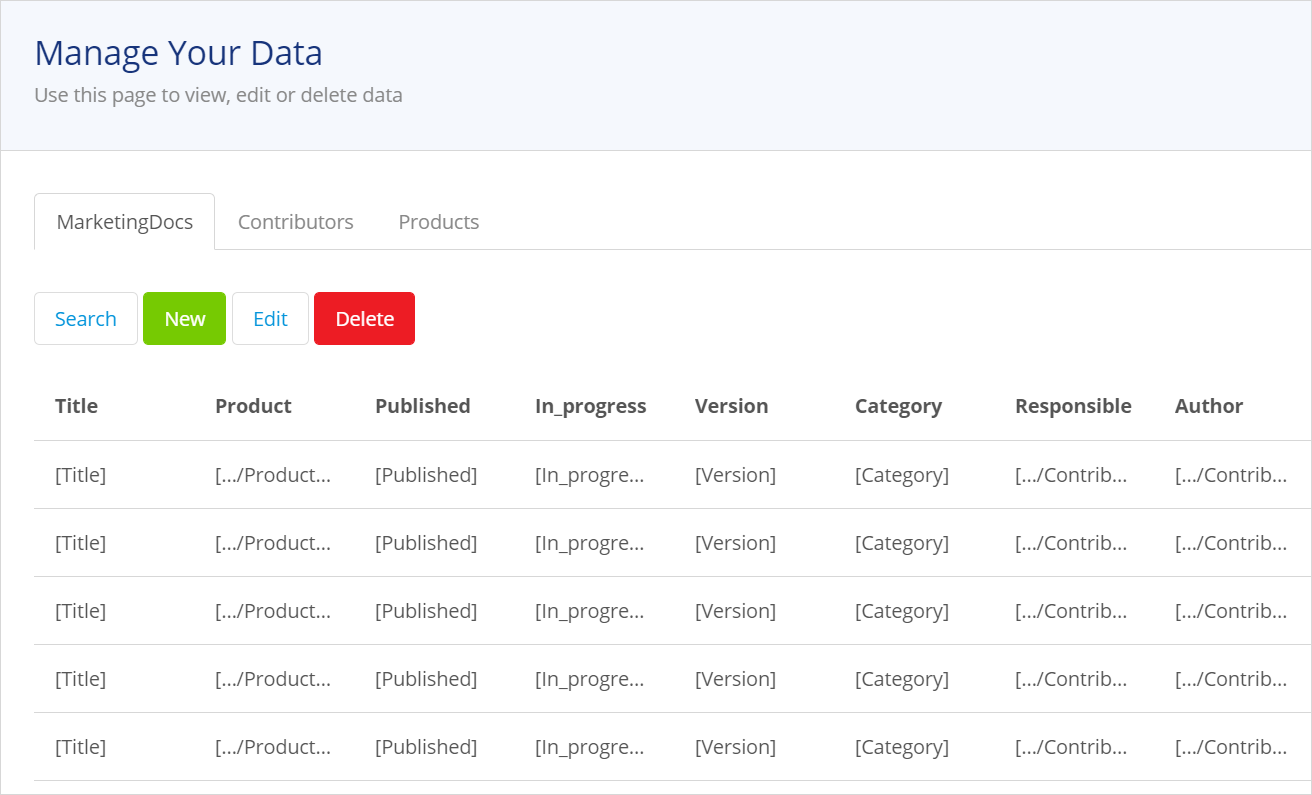 Manage Your Data
Use this page to view, edit or delete data
MarketingDocs Contributors Products
Search New Edit Delete
Title Product Published In_progress Version Category Responsible Author
[Title] [.../Product... [Published] [In_progre... [Version] [Category] [.../Contrib... [.../Contrib...
[Title] [.../Product... [Published] [In_progre... [Version] [Category] [.../Contrib... [.../Contrib...
[Title] [.../Product... [Published] [In_progre... [Version] [Category] [.../Contrib... [.../Contrib...
[Title] [.../Product... [Published] [In_progre... [Version] [Category] [.../Contrib... [.../Contrib...
[Title] [.../Product... [Published] [In_progre... [Version] [Category] [.../Contrib... [.../Contrib...